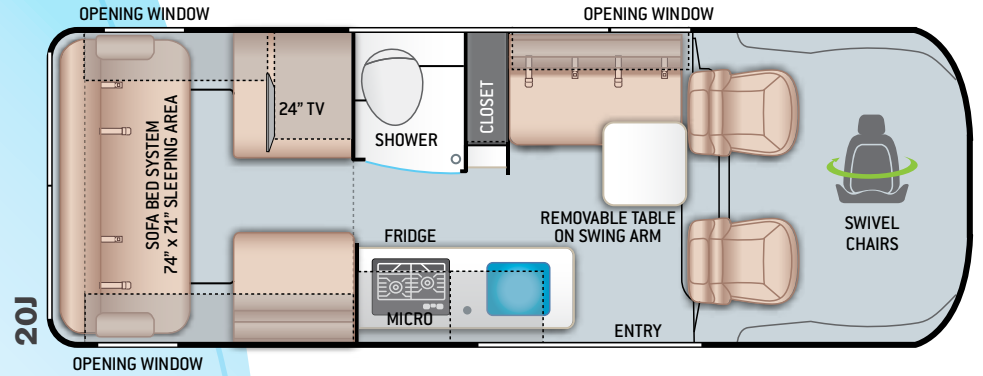 OPENING WINDOW
OPENING WINDOW
SOFA BED SYSTEM
74" x 71" SLEEPING AREA
24" TV
SHOWER
CLOSET
REMOVABLE TABLE
ON SWING ARM
SWIVEL
CHAIRS
FRIDGE
MICRO
ENTRY
20J
OPENING WINDOW